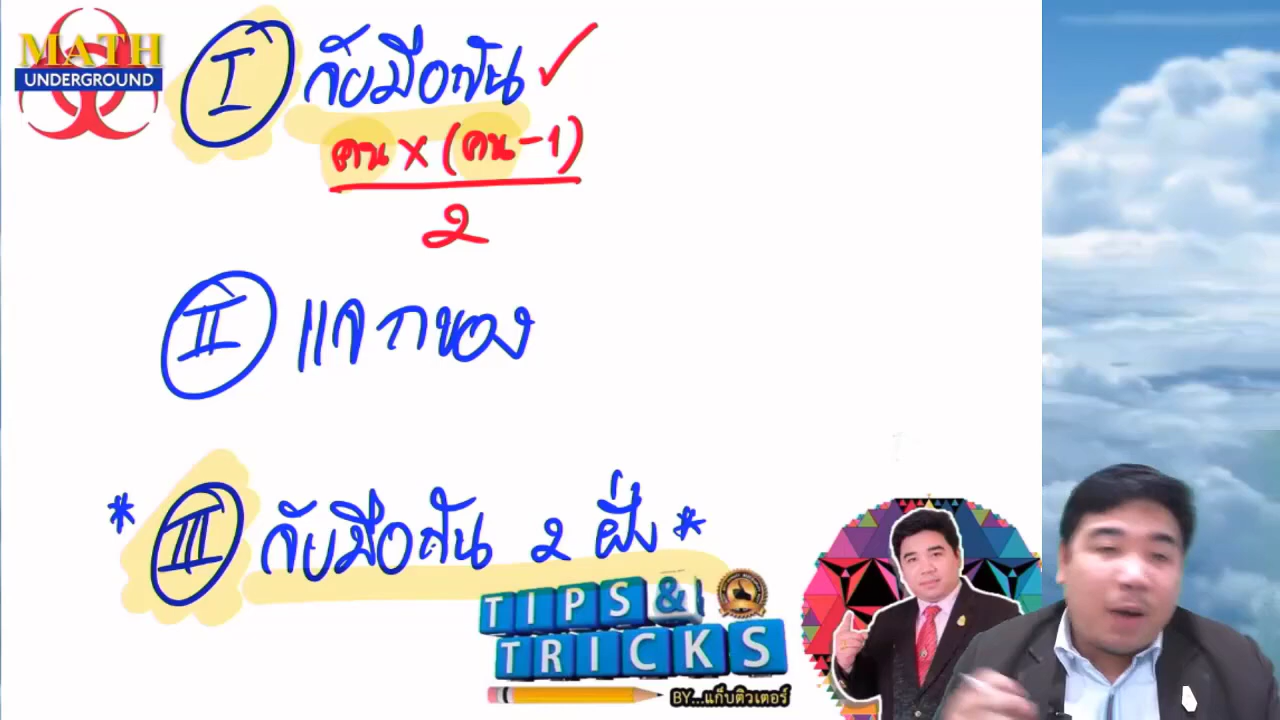 MATH
UNDERGROUND
I จับมือกัน ✓
คน × (คน - 1)
2
II แจกของ
* III จับมือกัน 2 ฝั่ง *
TIPS &
TRICKS
BY...แก็บติวเตอร์